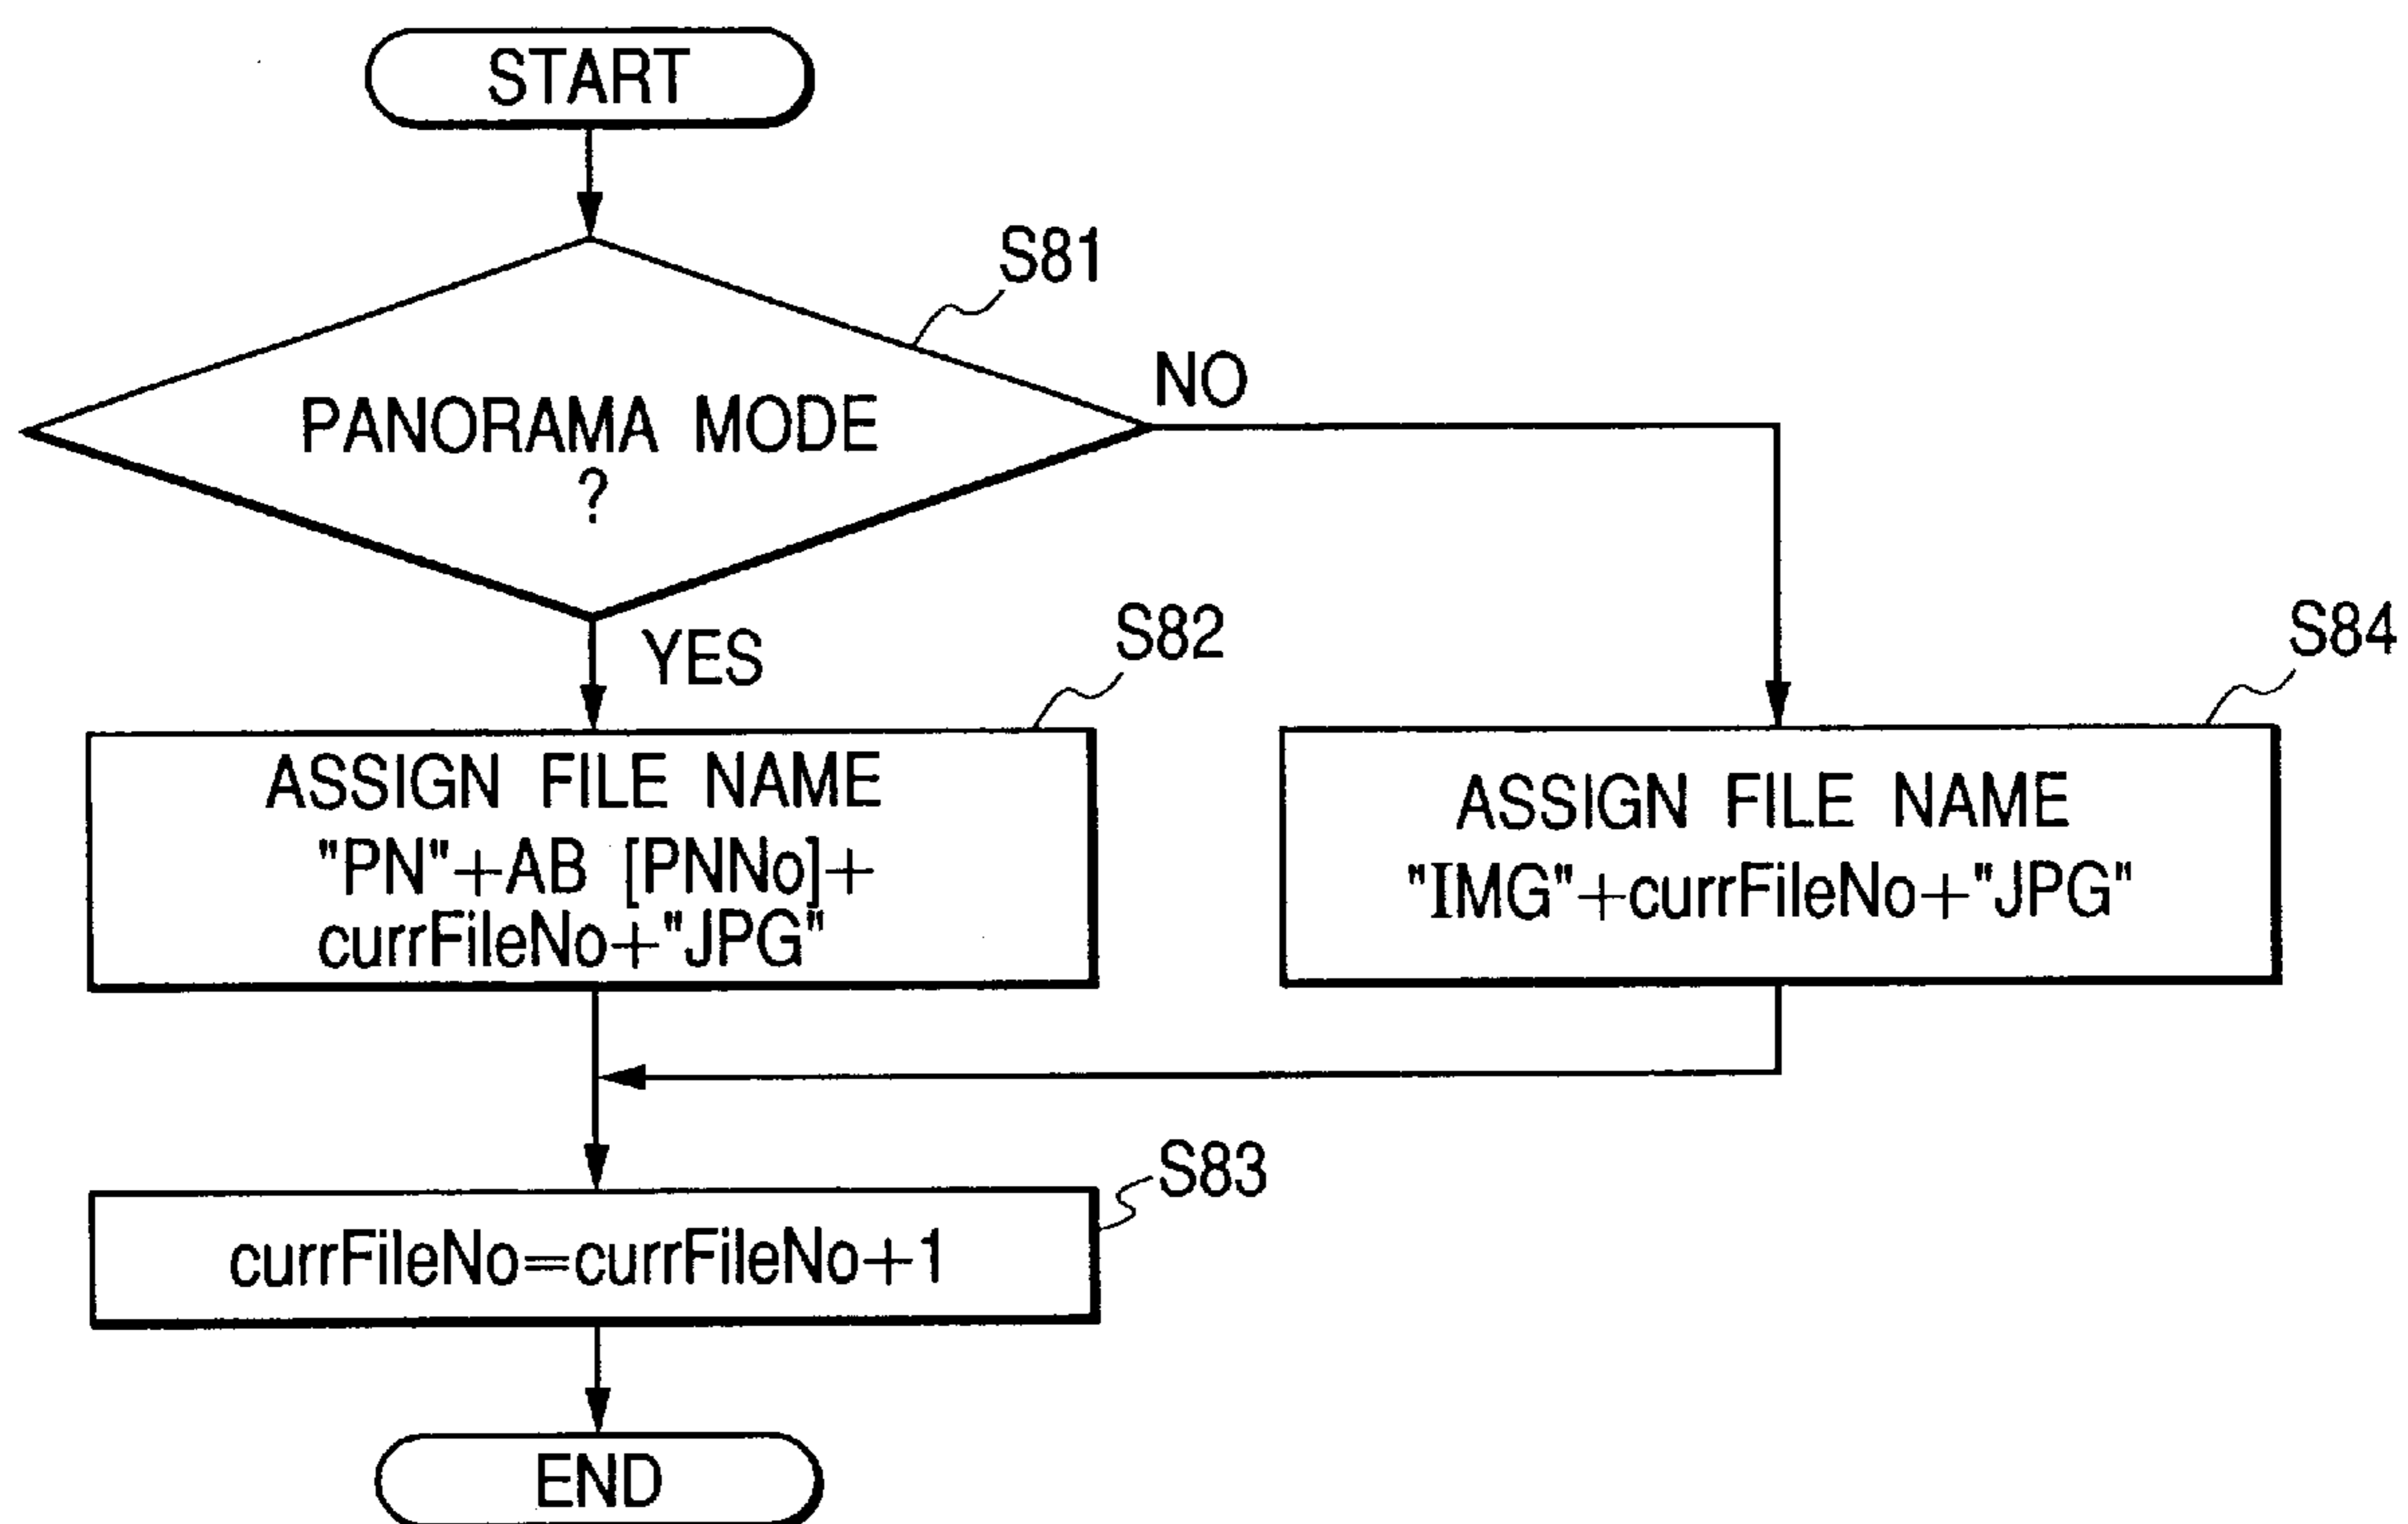 START
S81
NO
PANORAMA MODE
?
YES
S82
S84
ASSIGN FILE NAME
"PN"+AB [PNNo]+
currFileNo+"JPG"
ASSIGN FILE NAME
"IMG"+currFileNo+"JPG"
S83
currFileNo=currFileNo+1
END